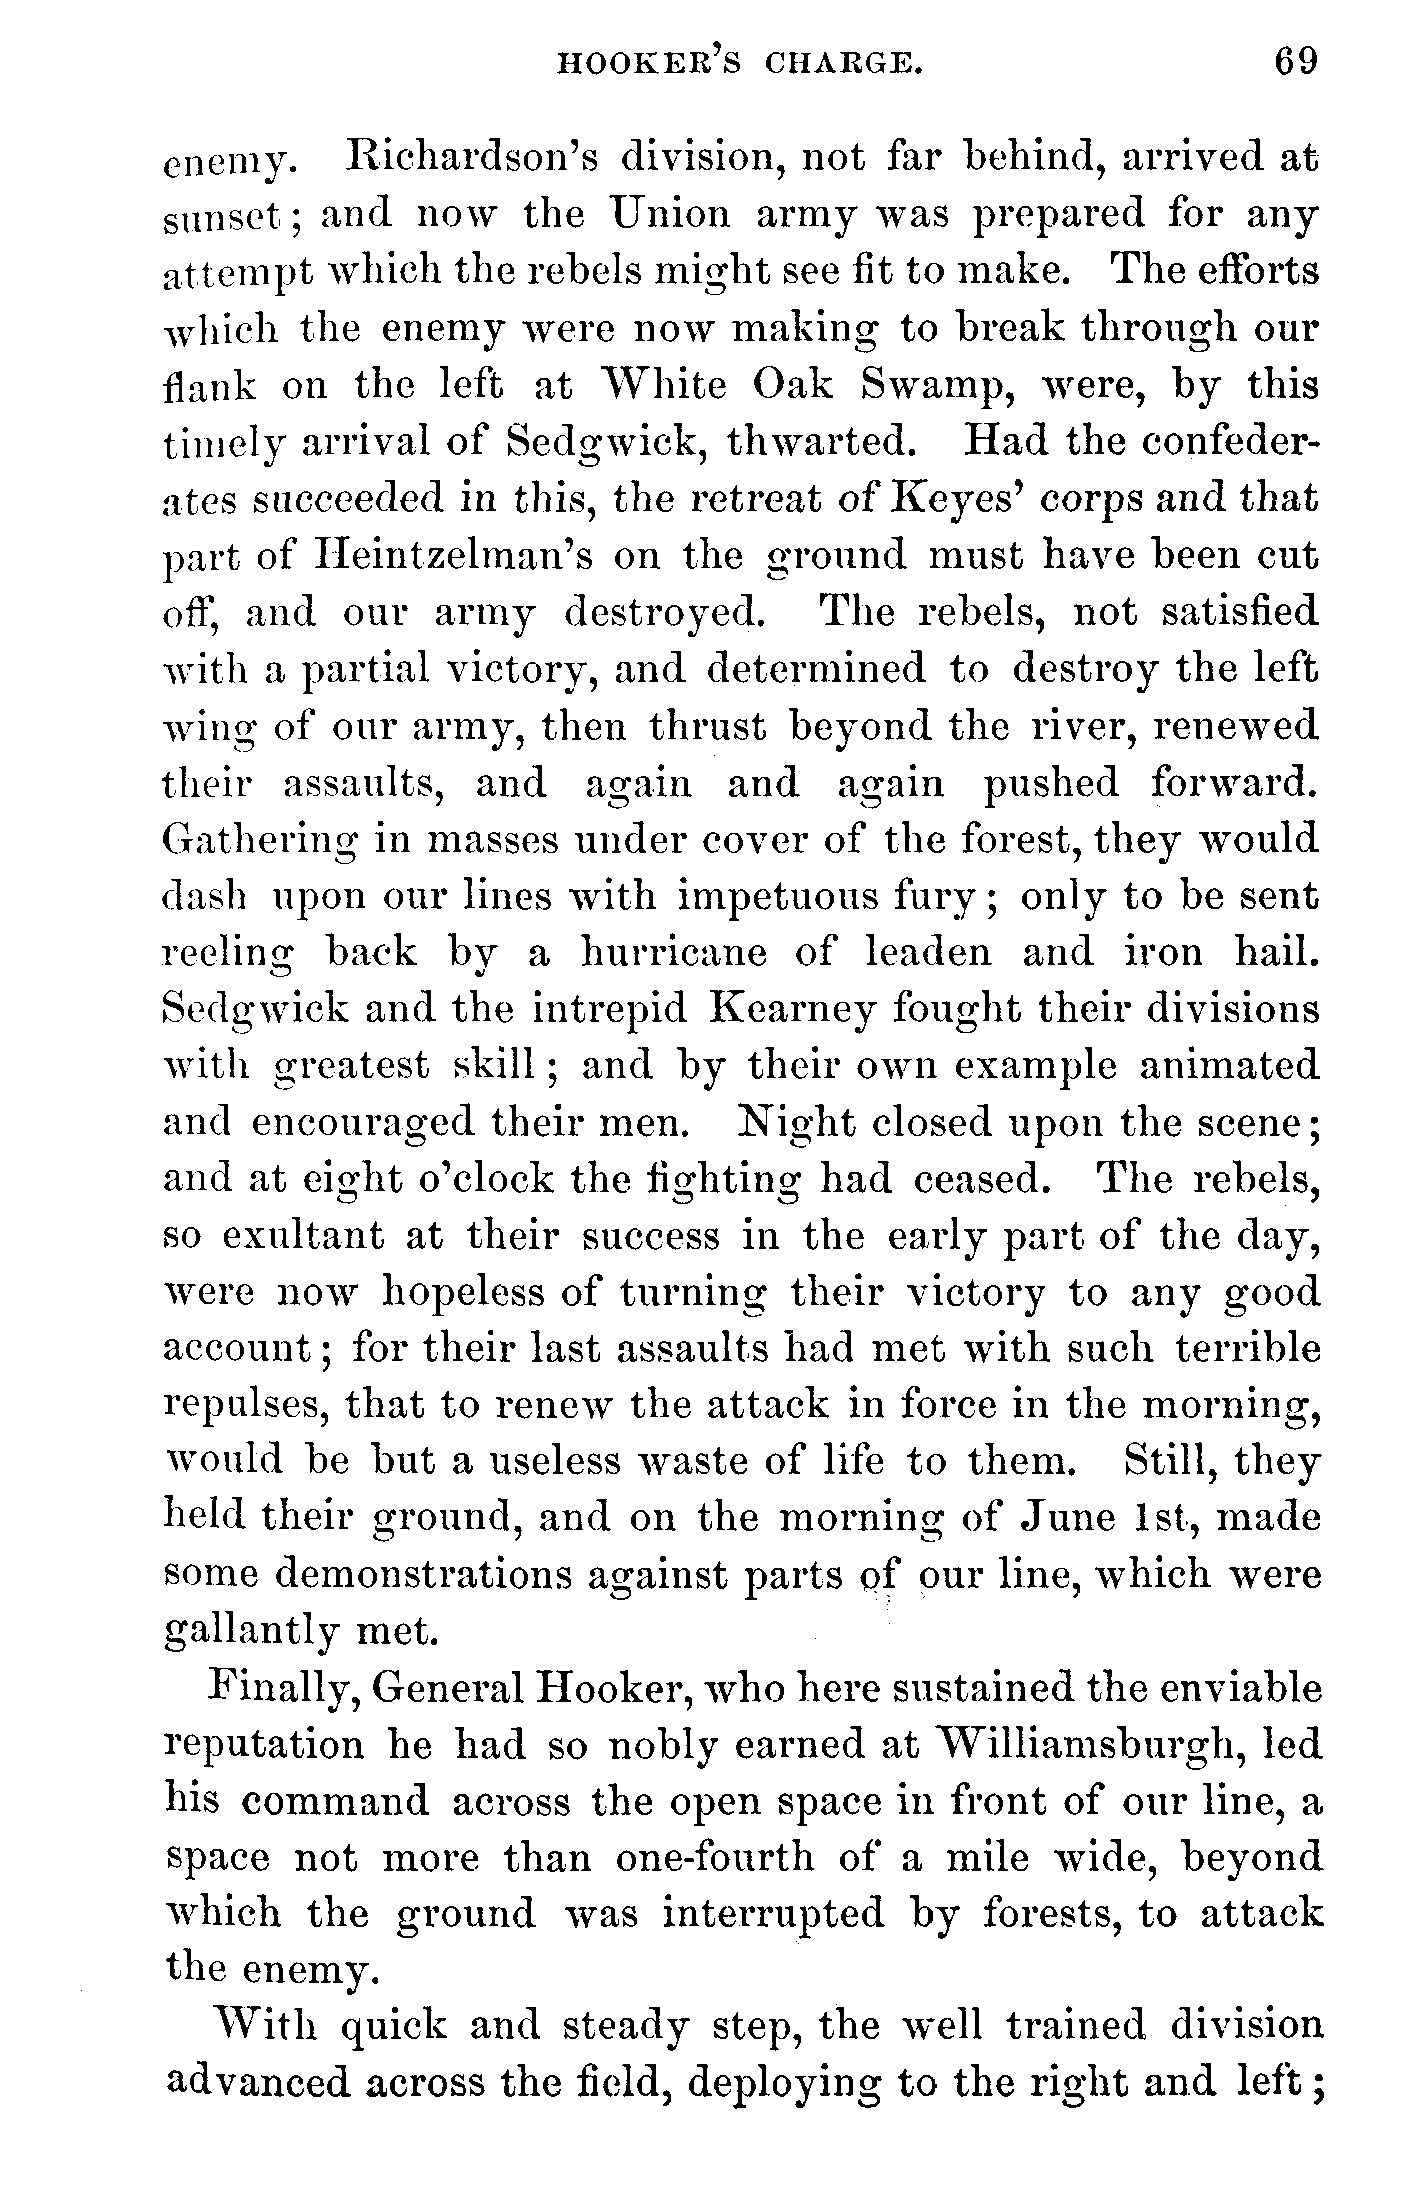 HOOKER'S CHARGE. 69
enemy. Richardson's division, not far behind, arrived at
sunset; and now the Union army was prepared for any
attempt which the rebels might see fit to make. The efforts
which the enemy were now making to break through our
flank on the left at White Oak Swamp, were, by this
timely arrival of Sedgwick, thwarted. Had the confeder-
ates succeeded in this, the retreat of Keyes' corps and that
part of Heintzelman's on the ground must have been cut
off, and our army destroyed. The rebels, not satisfied
with a partial victory, and determined to destroy the left
wing of our army, then thrust beyond the river, renewed
their assaults, and again and again pushed forward.
Gathering in masses under cover of the forest, they would
dash upon our lines with impetuous fury; only to be sent
reeling back by a hurricane of leaden and iron hail.
Sedgwick and the intrepid Kearney fought their divisions
with greatest skill; and by their own example animated
and encouraged their men. Night closed upon the scene;
and at eight o'clock the fighting had ceased. The rebels,
so exultant at their success in the early part of the day,
were now hopeless of turning their victory to any good
account; for their last assaults had met with such terrible
repulses, that to renew the attack in force in the morning,
would be but a useless waste of life to them. Still, they
held their ground, and on the morning of June 1st, made
some demonstrations against parts of our line, which were
gallantly met.
Finally, General Hooker, who here sustained the enviable
reputation he had so nobly earned at Williamsburgh, led
his command across the open space in front of our line, a
space not more than one-fourth of a mile wide, beyond
which the ground was interrupted by forests, to attack
the enemy.
With quick and steady step, the well trained division
advanced across the field, deploying to the right and left;